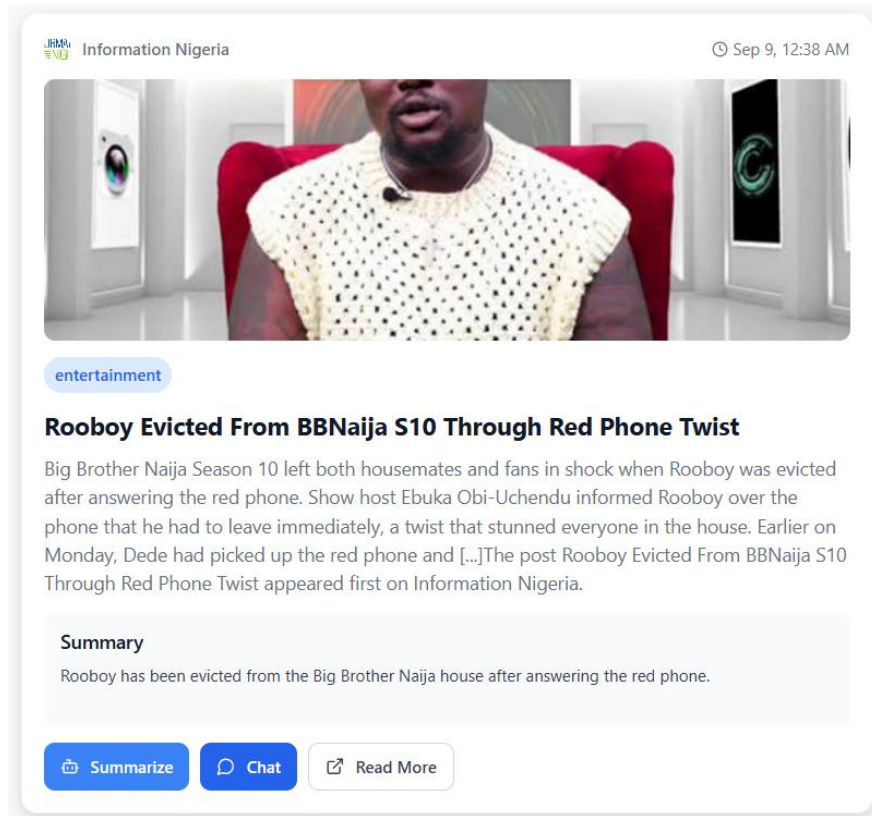 Information Nigeria
Sep 9, 12:38 AM
entertainment
Rooboy Evicted From BBNaija S10 Through Red Phone Twist
Big Brother Naija Season 10 left both housemates and fans in shock when Rooboy was evicted
after answering the red phone. Show host Ebuka Obi-Uchendu informed Rooboy over the
phone that he had to leave immediately, a twist that stunned everyone in the house. Earlier on
Monday, Dede had picked up the red phone and [...]The post Rooboy Evicted From BBNaija S10
Through Red Phone Twist appeared first on Information Nigeria.
Summary
Rooboy has been evicted from the Big Brother Naija house after answering the red phone.
Summarize
Chat
Read More